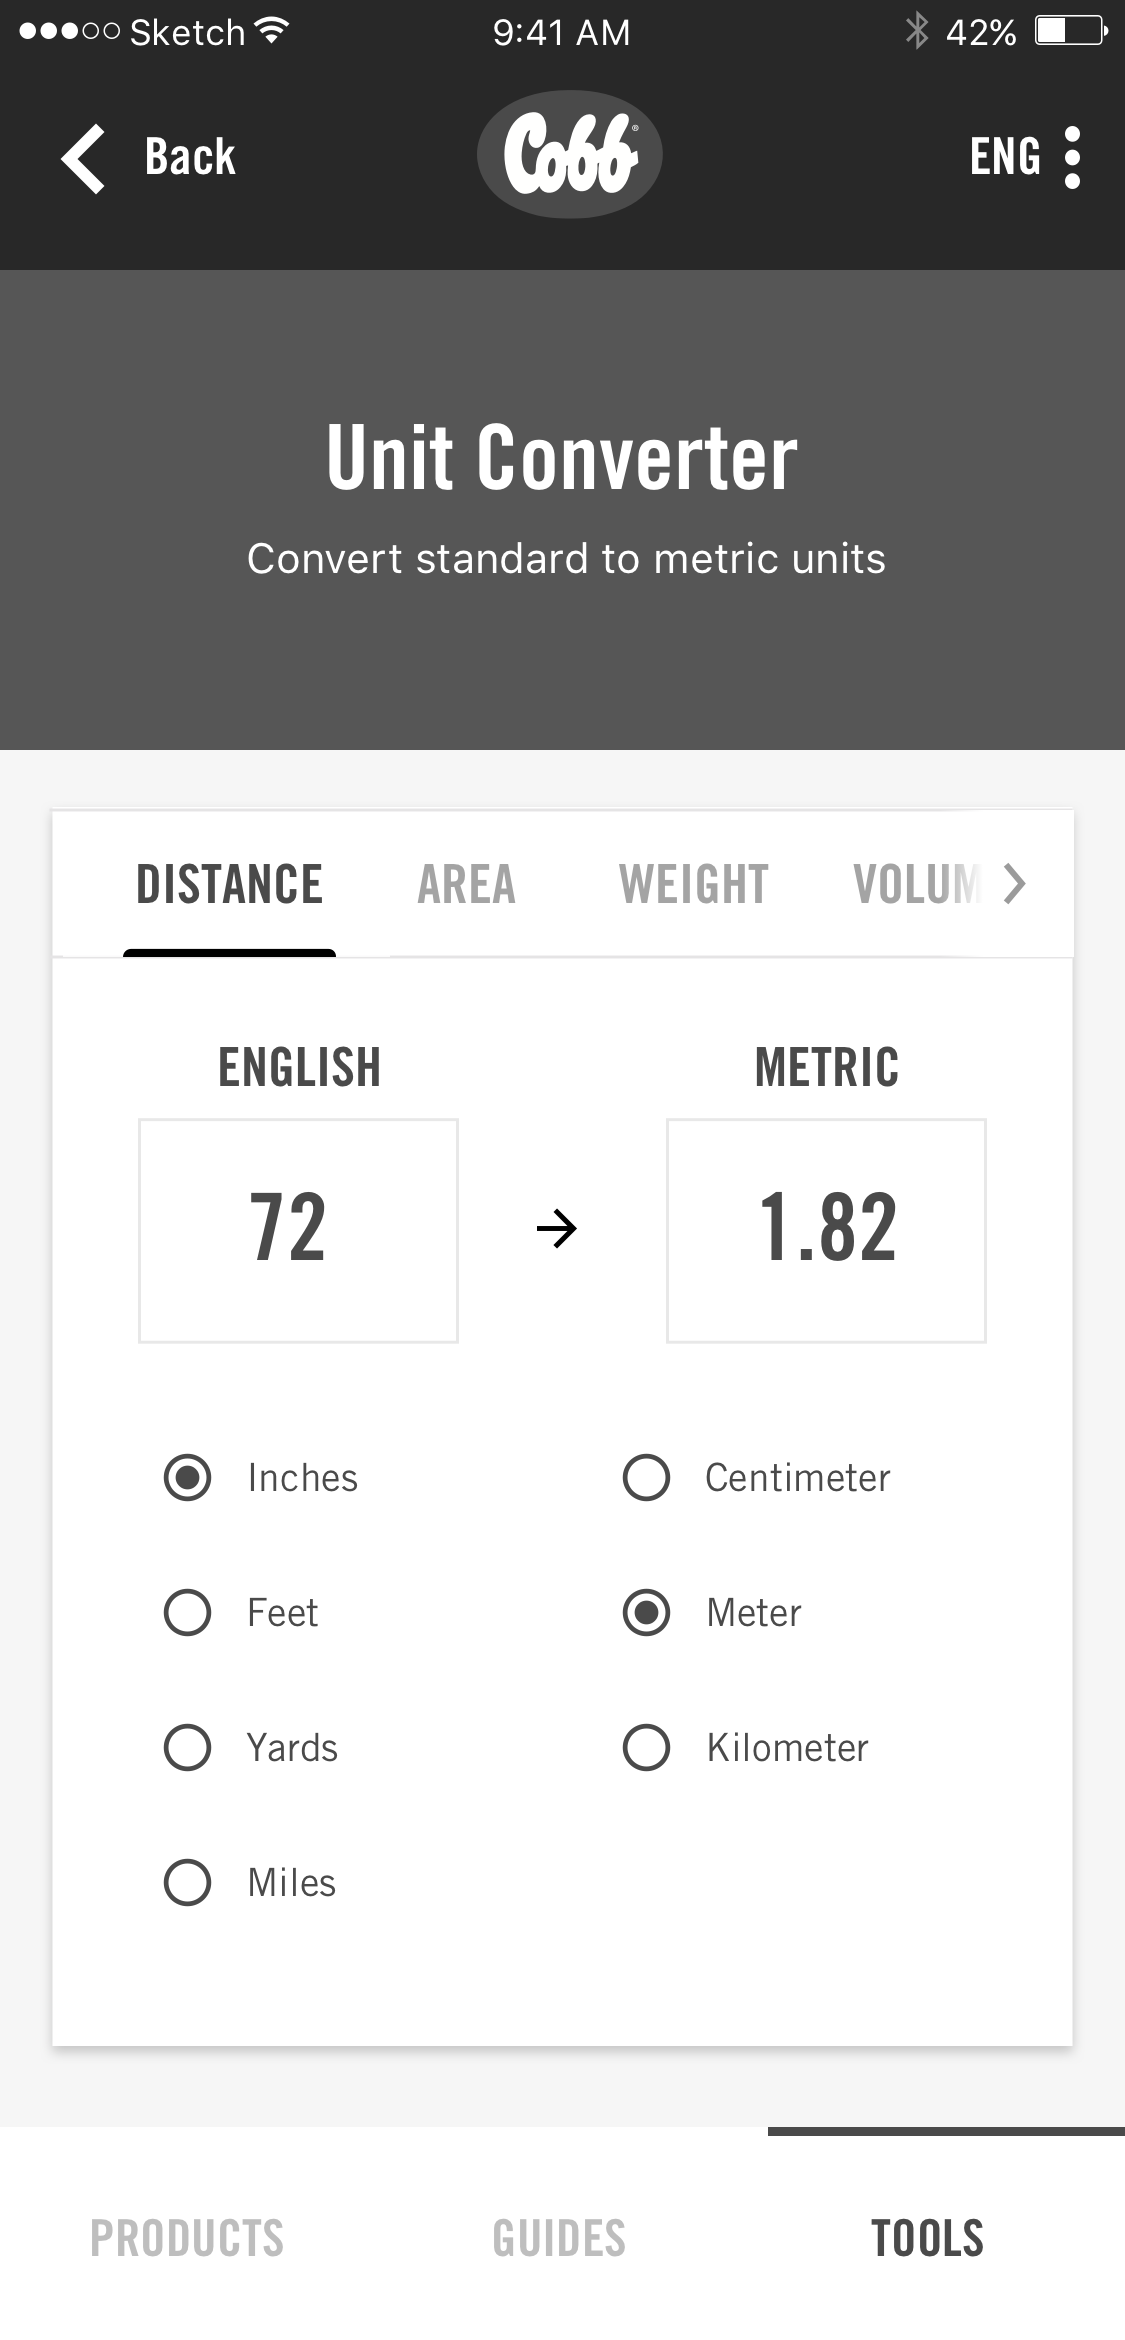 Sketch 9:41 AM 42%
Back Cobb® ENG
Unit Converter
Convert standard to metric units
DISTANCE AREA WEIGHT VOLUM
ENGLISH METRIC
72 → 1.82
Inches Centimeter
Feet Meter
Yards Kilometer
Miles
PRODUCTS GUIDES TOOLS